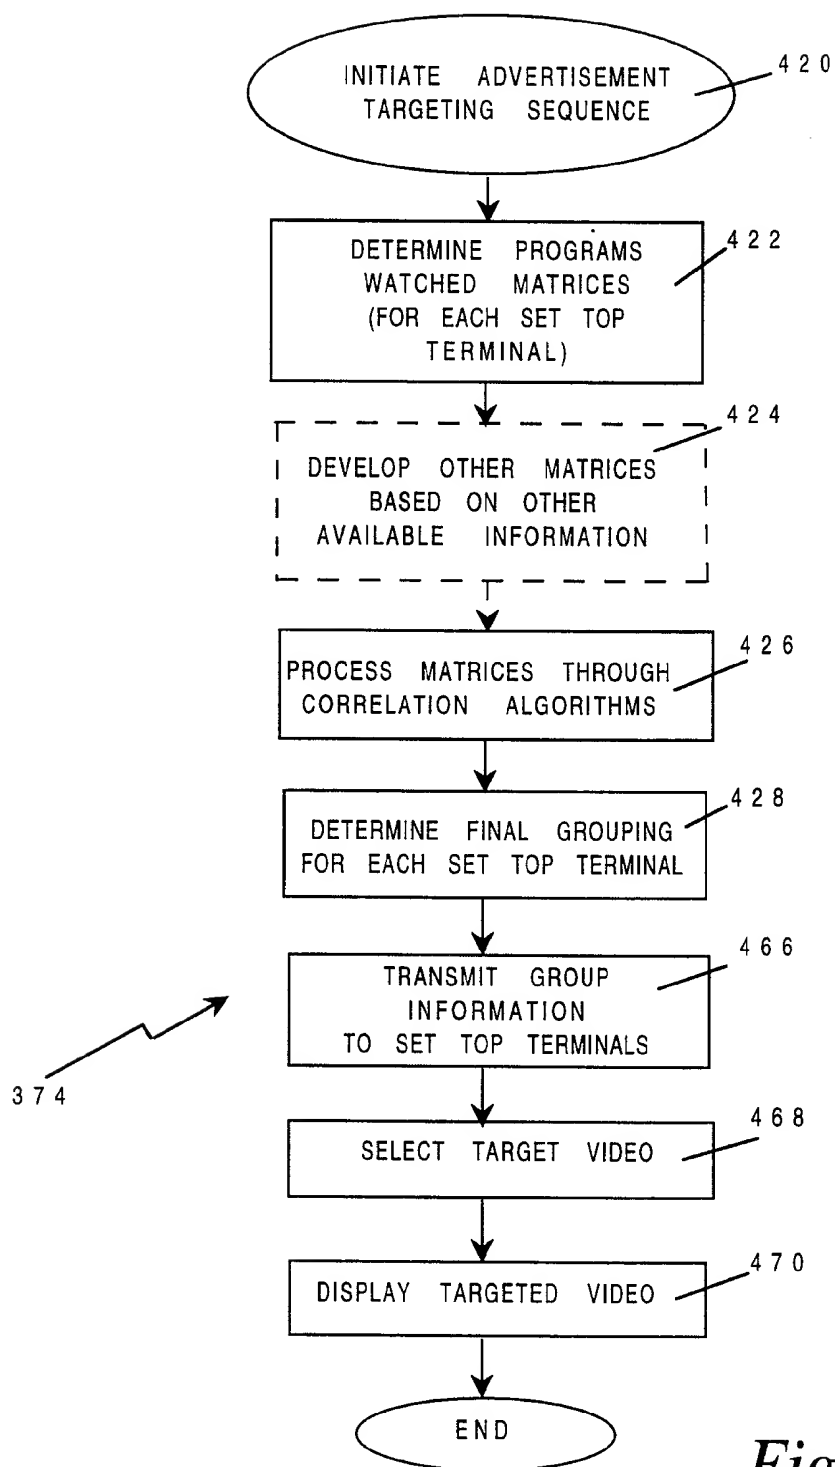 INITIATE ADVERTISEMENT
TARGETING SEQUENCE
420
DETERMINE PROGRAMS
WATCHED MATRICES
(FOR EACH SET TOP
TERMINAL)
422
424
DEVELOP OTHER MATRICES
BASED ON OTHER
AVAILABLE INFORMATION
426
PROCESS MATRICES THROUGH
CORRELATION ALGORITHMS
428
DETERMINE FINAL GROUPING
FOR EACH SET TOP TERMINAL
466
TRANSMIT GROUP
INFORMATION
TO SET TOP TERMINALS
374
468
SELECT TARGET VIDEO
470
DISPLAY TARGETED VIDEO
END